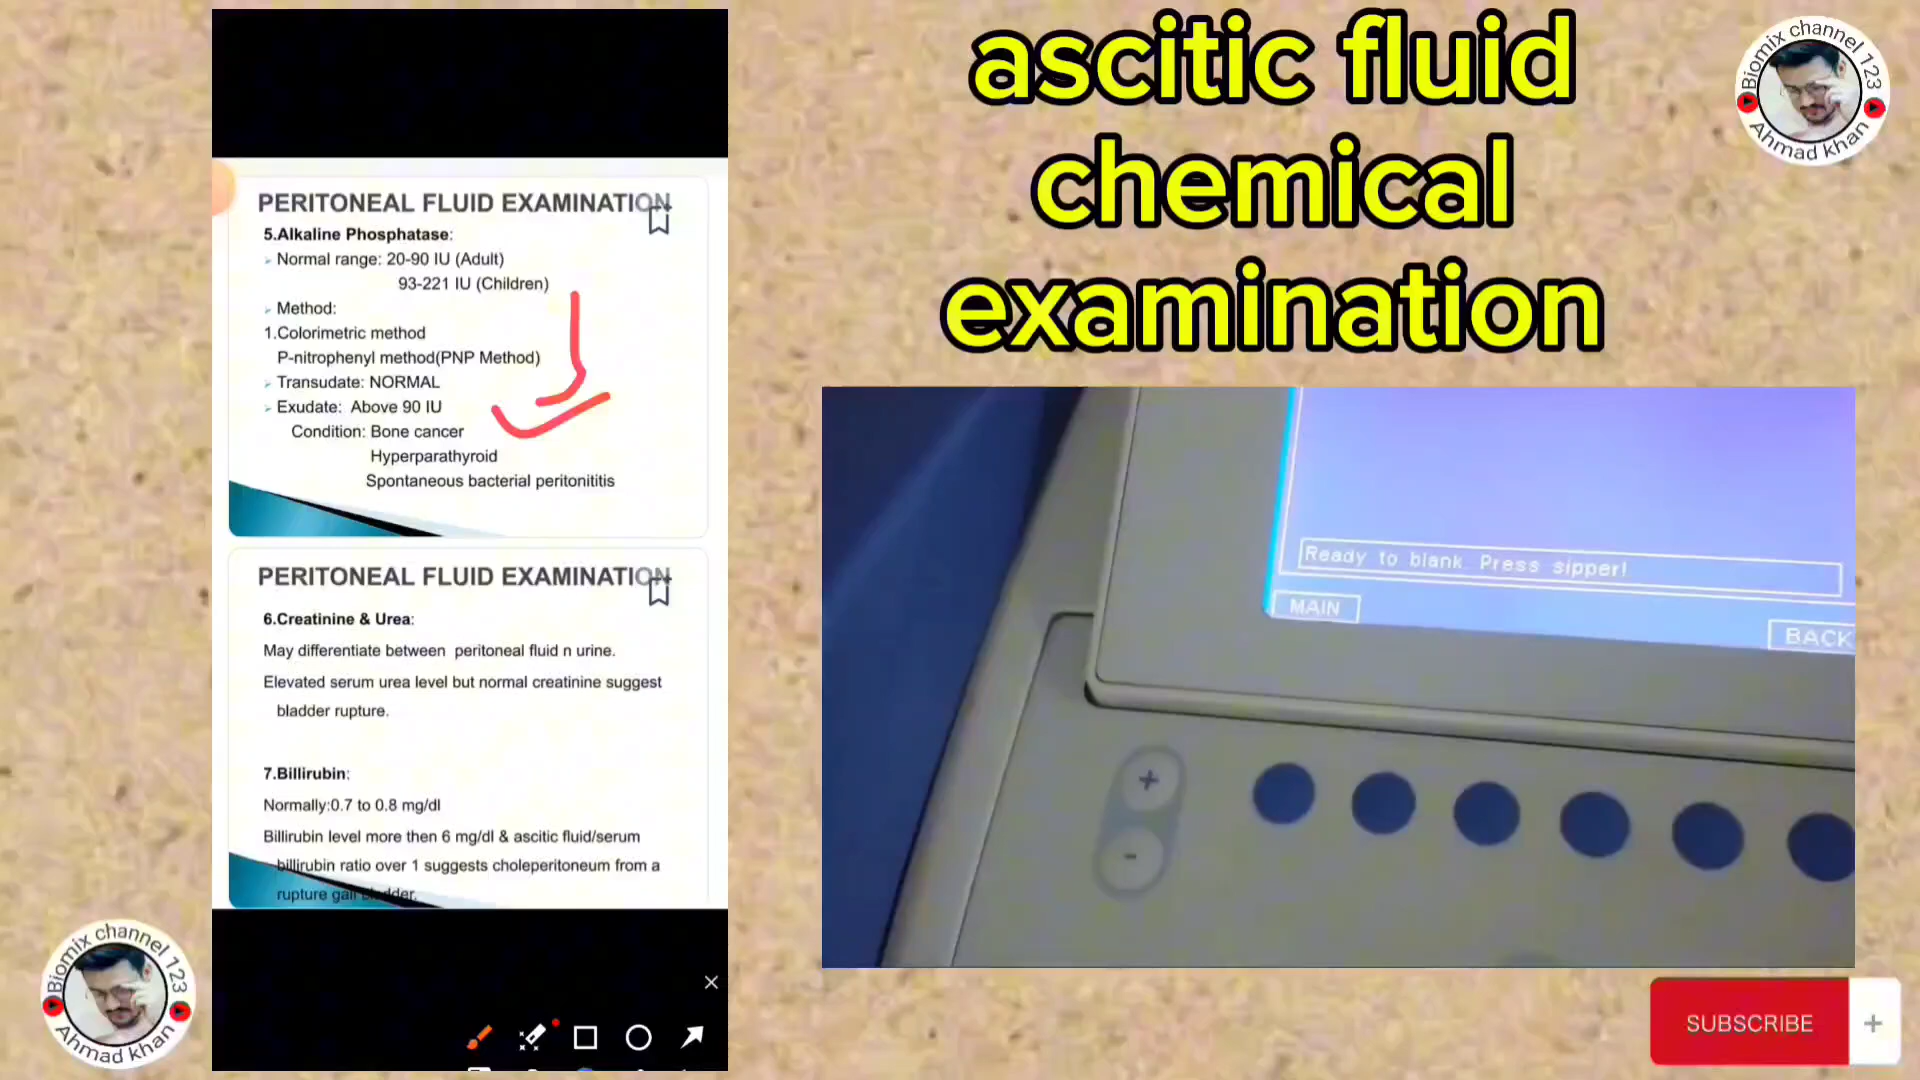 ascitic fluid
chemical
examination
Biomix channel 123
Ahmad khan
PERITONEAL FLUID EXAMINATION
5.Alkaline Phosphatase:
Normal range: 20-90 IU (Adult)
93-221 IU (Children)
Method:
1.Colorimetric method
P-nitrophenyl method(PNP Method)
Transudate: NORMAL
Exudate: Above 90 IU
Condition: Bone cancer
Hyperparathyroid
Spontaneous bacterial peritonititis
PERITONEAL FLUID EXAMINATION
6.Creatinine & Urea:
May differentiate between peritoneal fluid n urine.
Elevated serum urea level but normal creatinine suggest
bladder rupture.
7.Billirubin:
Normally:0.7 to 0.8 mg/dl
Billirubin level more then 6 mg/dl & ascitic fluid/serum
billirubin ratio over 1 suggests choleperitoneum from a
rupture gall bladder.
Ready to blank. Press sipper!
MAIN
BACK
+
-
Biomix channel 123
Ahmad khan
SUBSCRIBE +